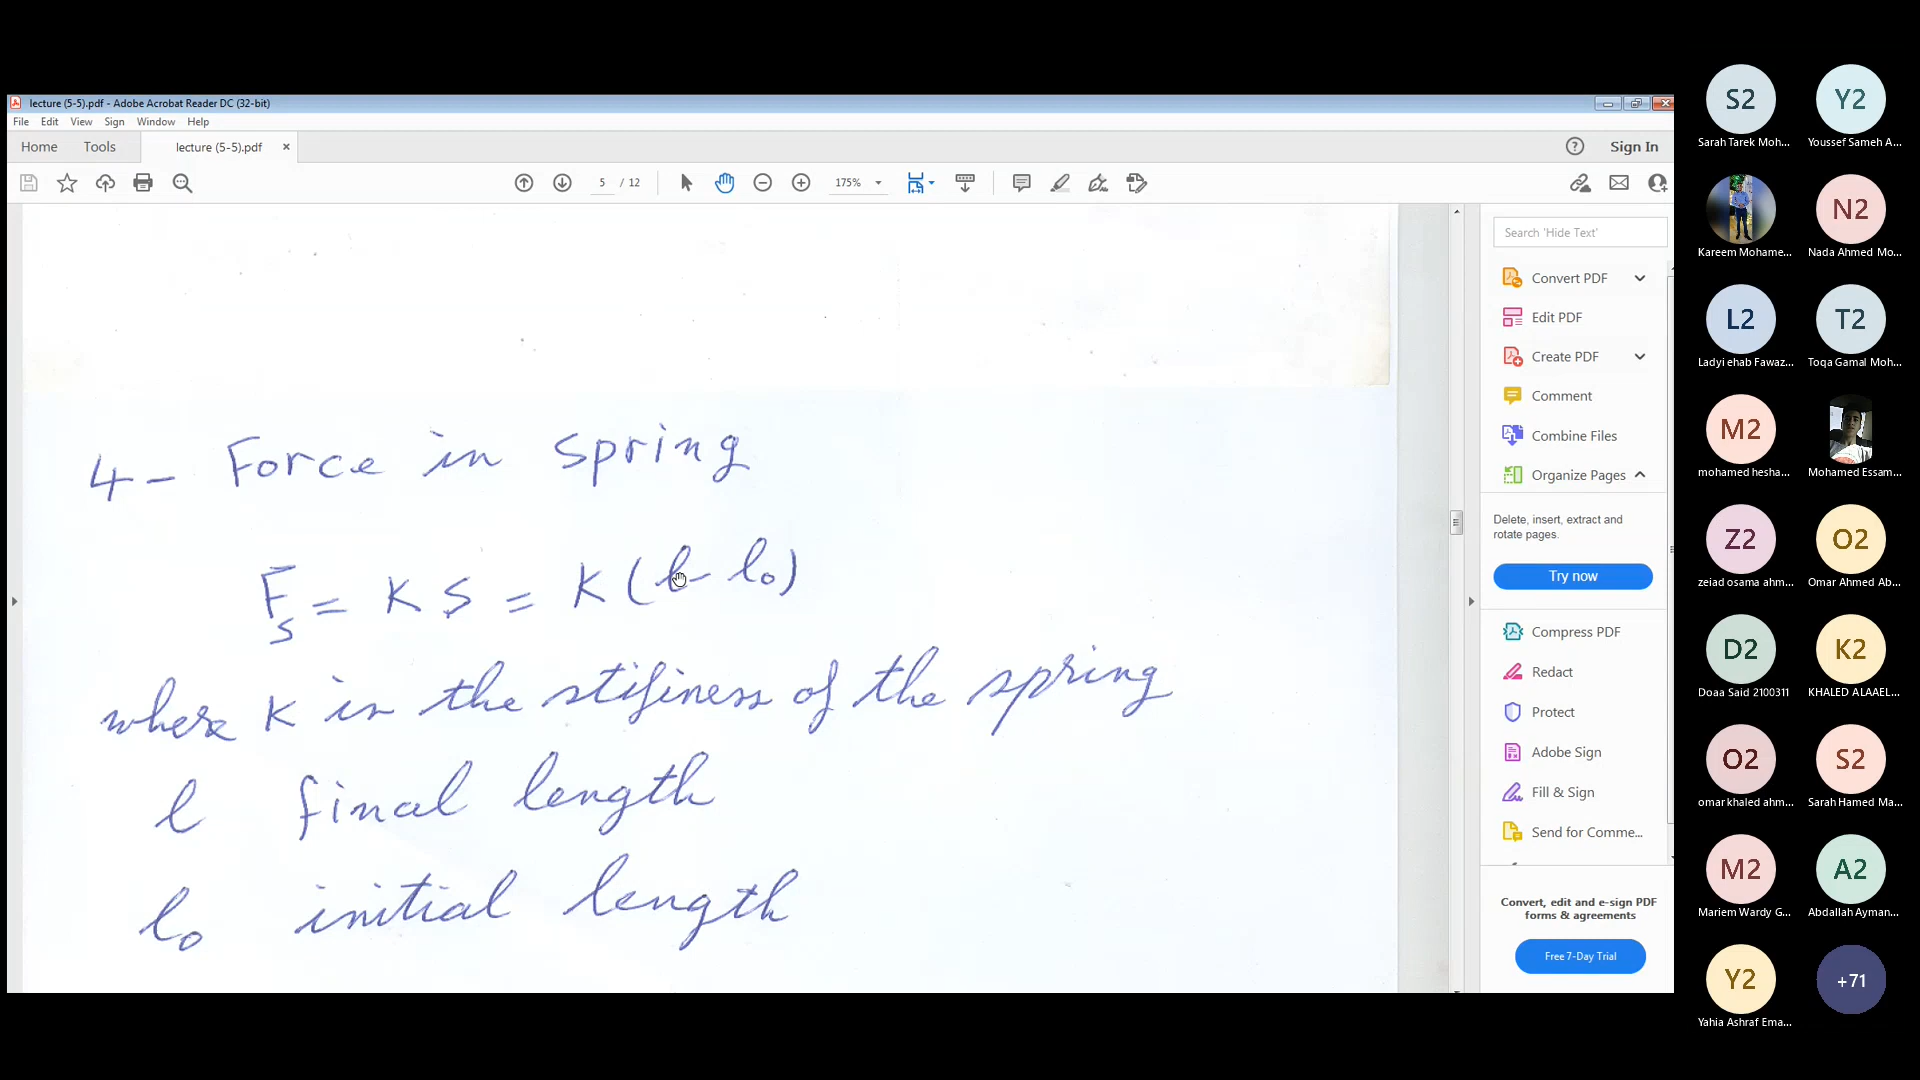 lecture (5-5).pdf - Adobe Acrobat Reader DC (32-bit)
File Edit View Sign Window Help
Home Tools lecture (5-5).pdf × Sign In
5 / 12 175%
4 - Force in spring
Fs = K S = K (l - lo)
where K is the stifiness of the spring
l final length
lo initial length
Search 'Hide Text'
Convert PDF
Edit PDF
Create PDF
Comment
Combine Files
Organize Pages
Delete, insert, extract and
rotate pages.
Try now
Compress PDF
Redact
Protect
Adobe Sign
Fill & Sign
Send for Comme...
Convert, edit and e-sign PDF
forms & agreements
Free 7-Day Trial
S2 Y2
Sarah Tarek Moh... Youssef Sameh A...
N2
Kareem Mohame... Nada Ahmed Mo...
L2 T2
Ladyi ehab Fawaz... Toqa Gamal Moh...
M2
mohamed hesha... Mohamed Essam...
Z2 O2
zeiad osama ahm... Omar Ahmed Ab...
D2 K2
Doaa Said 2100311 KHALED ALAAEL...
O2 S2
omar khaled ahm... Sarah Hamed Ma...
M2 A2
Mariem Wardy G... Abdallah Ayman...
Y2 +71
Yahia Ashraf Ema...